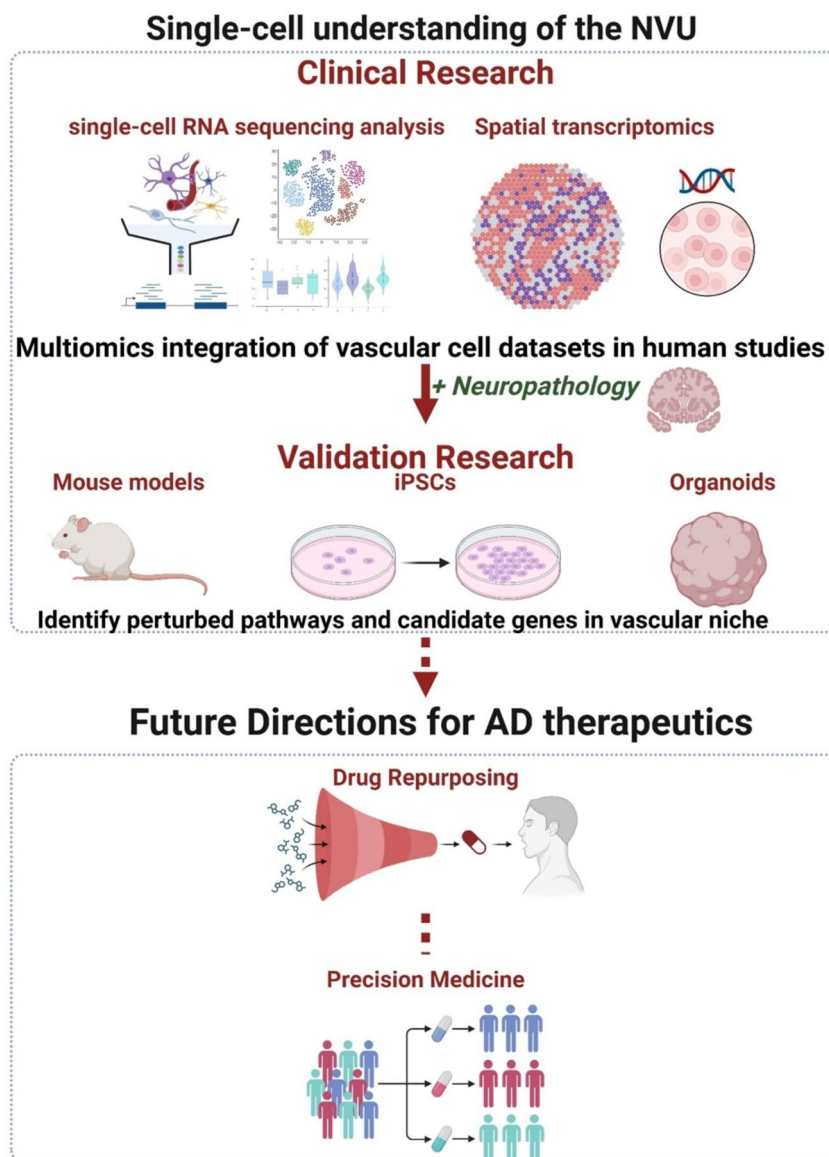 Single-cell understanding of the NVU
Clinical Research
single-cell RNA sequencing analysis
Spatial transcriptomics
Multiomics integration of vascular cell datasets in human studies
+ Neuropathology
Validation Research
Mouse models
iPSCs
Organoids
Identify perturbed pathways and candidate genes in vascular niche
Future Directions for AD therapeutics
Drug Repurposing
Precision Medicine